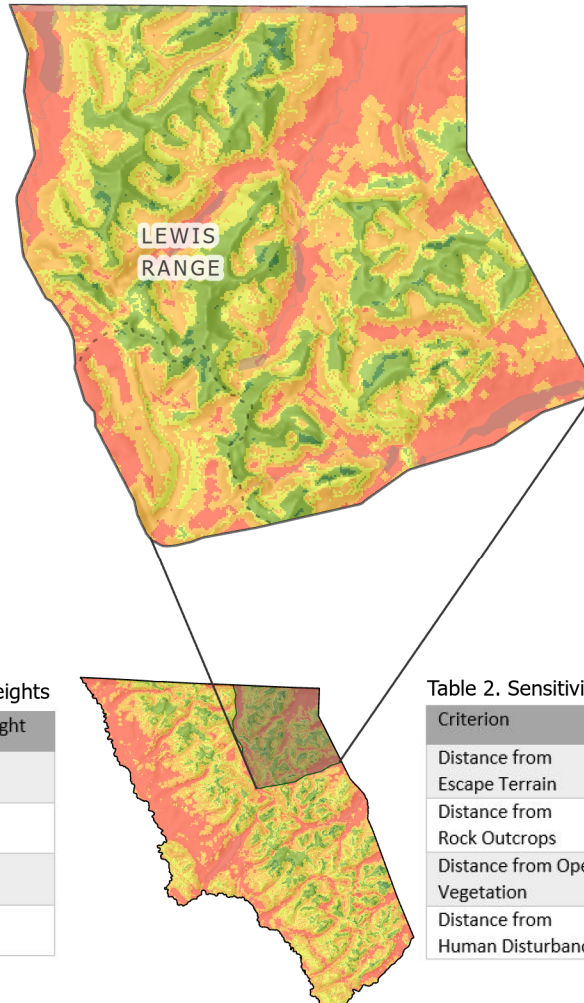 LEWIS
RANGE
eights
ght
Table 2. Sensitivi
Criterion
Distance from
Escape Terrain
Distance from
Rock Outcrops
Distance from Ope
Vegetation
Distance from
Human Disturbanc